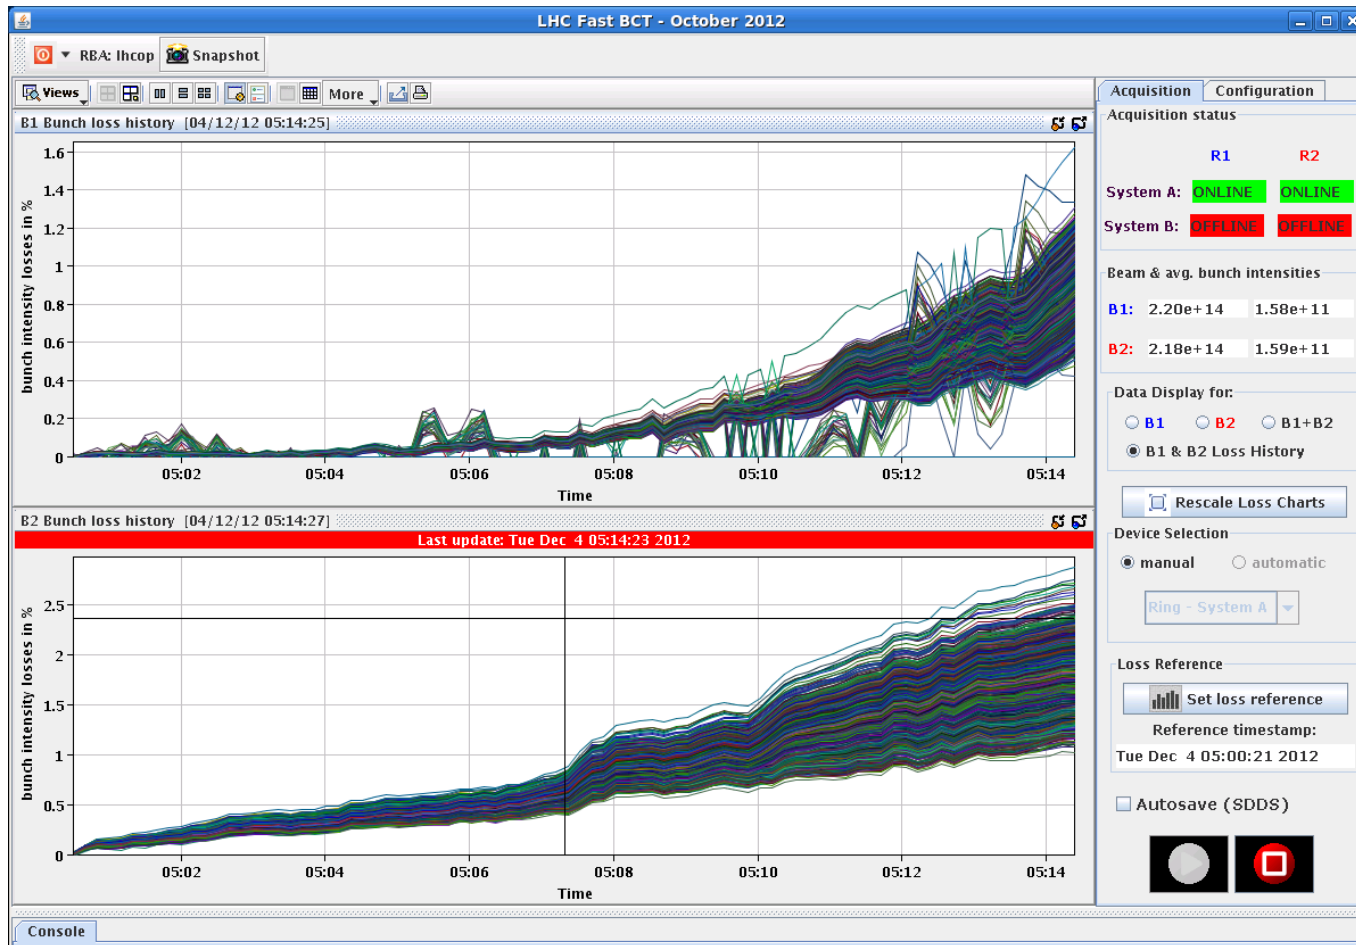 LHC Fast BCT - October 2012
RBA: lhcop Snapshot
Views More
B1 Bunch loss history [04/12/12 05:14:25]
bunch intensity losses in %
1.6
1.4
1.2
1
0.8
0.6
0.4
0.2
0
05:02 05:04 05:06 05:08 05:10 05:12 05:14
Time
B2 Bunch loss history [04/12/12 05:14:27]
Last update: Tue Dec 4 05:14:23 2012
bunch intensity losses in %
2.5
2
1.5
1
0.5
0
05:02 05:04 05:06 05:08 05:10 05:12 05:14
Time
Console
Acquisition Configuration
Acquisition status
R1 R2
System A: ONLINE ONLINE
System B: OFFLINE OFFLINE
Beam & avg. bunch intensities
B1: 2.20e+14 1.58e+11
B2: 2.18e+14 1.59e+11
Data Display for:
B1 B2 B1+B2
B1 & B2 Loss History
Rescale Loss Charts
Device Selection
manual automatic
Ring - System A
Loss Reference
Set loss reference
Reference timestamp:
Tue Dec 4 05:00:21 2012
Autosave (SDDS)